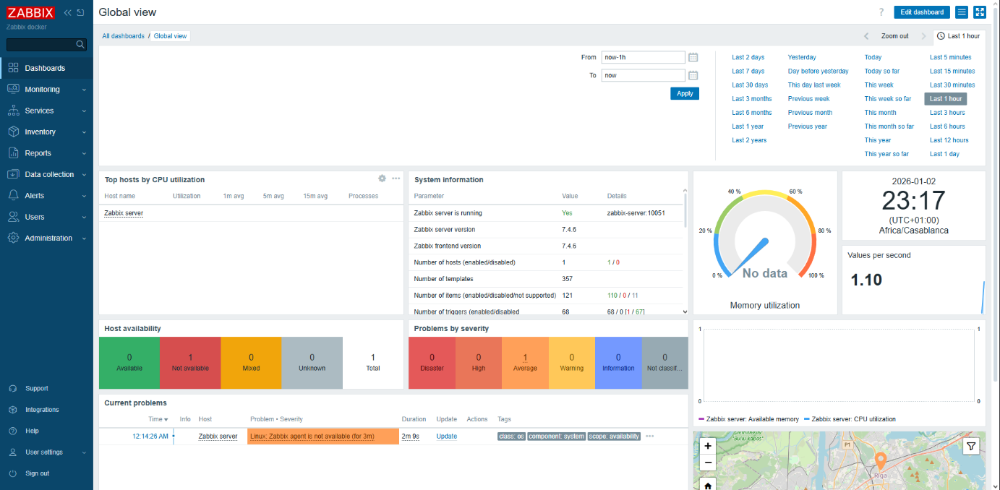 ZABBIX
Zabbix docker
Dashboards
Monitoring
Services
Inventory
Reports
Data collection
Alerts
Users
Administration
Support
Integrations
Help
User settings
Sign out
Global view
? Edit dashboard
All dashboards / Global view
Zoom out Last 1 hour
From now-1h
To now
Apply
Last 2 days Yesterday Today Last 5 minutes
Last 7 days Day before yesterday Today so far Last 15 minutes
Last 30 days This day last week This week Last 30 minutes
Last 3 months Previous week This week so far Last 1 hour
Last 6 months Previous month This month Last 3 hours
Last 1 year Previous year This month so far Last 6 hours
Last 2 years This year Last 12 hours
This year so far Last 1 day
Top hosts by CPU utilization
Host name Utilization 1m avg 5m avg 15m avg Processes
Zabbix server
System information
Parameter Value Details
Zabbix server is running Yes zabbix-server:10051
Zabbix server version 7.4.6
Zabbix frontend version 7.4.6
Number of hosts (enabled/disabled) 1 1 / 0
Number of templates 357
Number of items (enabled/disabled/not supported) 121 110 / 0 / 11
Number of triggers (enabled/disabled 68 68 / 0 [1 / 67]
0 % 20 % 40 % 60 % 80 % 100 %
No data
Memory utilization
2026-01-02
23:17
(UTC+01:00)
Africa/Casablanca
Values per second
1.10
Host availability
0 1 0 0 1
Available Not available Mixed Unknown Total
Problems by severity
0 0 1 0 0 0
Disaster High Average Warning Information Not classif...
1 1
0 0
Zabbix server: Available memory Zabbix server: CPU utilization
Current problems
Time Info Host Problem • Severity Duration Update Actions Tags
12:14:26 AM Zabbix server Linux: Zabbix agent is not available (for 3m) 2m 9s Update class: os component: system scope: availability
"Buļļu kāpas"
+
−
P1
Rīga